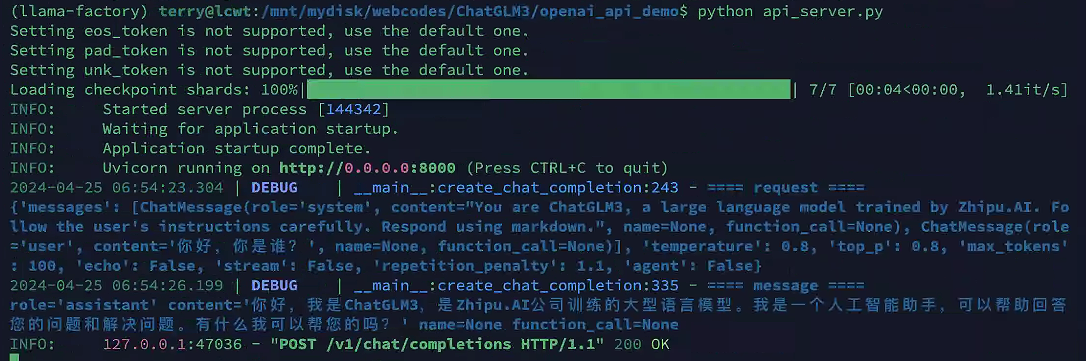 (llama-factory) terry@lcwt:/mnt/mydisk/webcodes/ChatGLM3/openai_api_demo$ python api_server.py
Setting eos_token is not supported, use the default one.
Setting pad_token is not supported, use the default one.
Setting unk_token is not supported, use the default one.
Loading checkpoint shards: 100%| | 7/7 [00:04<00:00,  1.41it/s]
INFO:     Started server process [144342]
INFO:     Waiting for application startup.
INFO:     Application startup complete.
INFO:     Uvicorn running on http://0.0.0.0:8000 (Press CTRL+C to quit)
2024-04-25 06:54:23.304 | DEBUG    | __main__:create_chat_completion:243 - ==== request ====
{'messages': [ChatMessage(role='system', content="You are ChatGLM3, a large language model trained by Zhipu.AI. Fo
llow the user's instructions carefully. Respond using markdown.", name=None, function_call=None), ChatMessage(role
='user', content='你好，你是谁？', name=None, function_call=None)], 'temperature': 0.8, 'top_p': 0.8, 'max_tokens'
: 100, 'echo': False, 'stream': False, 'repetition_penalty': 1.1, 'agent': False}
2024-04-25 06:54:26.199 | DEBUG    | __main__:create_chat_completion:335 - ==== message ====
role='assistant' content='你好，我是ChatGLM3，是Zhipu.AI公司训练的大型语言模型。我是一个人工智能助手，可以帮助回答
您的问题和解决问题。有什么我可以帮您的吗？' name=None function_call=None
INFO:     127.0.0.1:47036 - "POST /v1/chat/completions HTTP/1.1" 200 OK